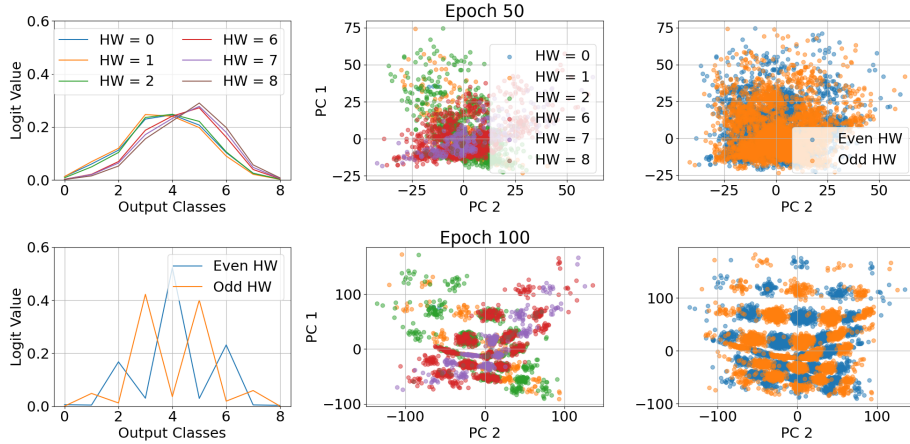 Epoch 50
Logit Value
0.6
0.4
0.2
0.0
HW = 0
HW = 1
HW = 2
HW = 6
HW = 7
HW = 8
0 2 4 6 8
Output Classes
PC 1
75
50
25
0
−25
HW = 0
HW = 1
HW = 2
HW = 6
HW = 7
HW = 8
−25 0 25 50
PC 2
75
50
25
0
−25
Even HW
Odd HW
−25 0 25 50
PC 2
Epoch 100
Logit Value
0.6
0.4
0.2
0.0
Even HW
Odd HW
0 2 4 6 8
Output Classes
PC 1
100
50
0
−50
−100
−100 0 100
PC 2
100
50
0
−50
−100
−100 0 100
PC 2